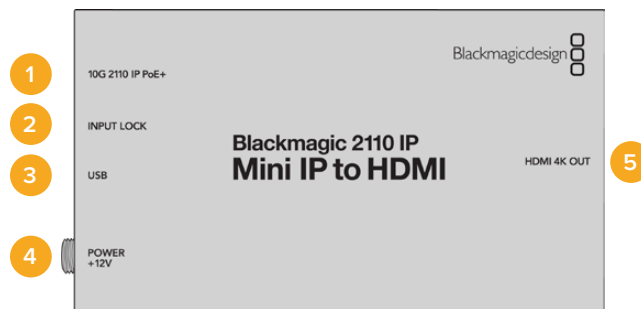 Blackmagicdesign
1
10G 2110 IP PoE+
2
INPUT LOCK
Blackmagic 2110 IP
Mini IP to HDMI
3
USB
HDMI 4K OUT
5
4
POWER
+12V